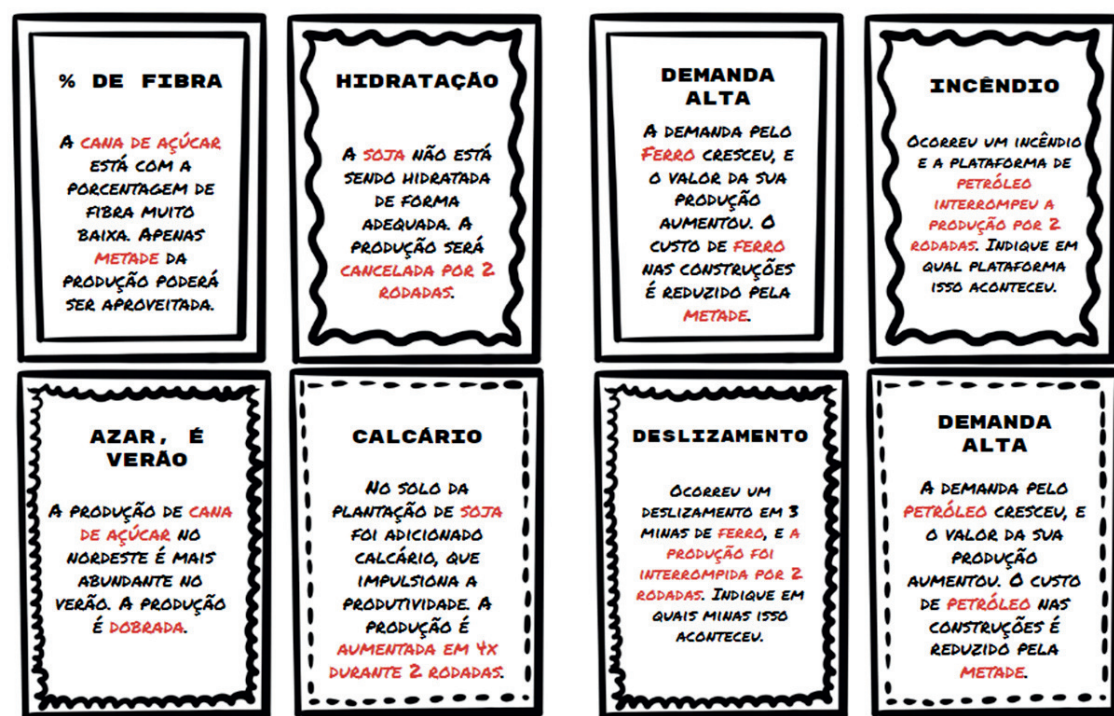 % DE FIBRA
A CANA DE AÇÚCAR
ESTÁ COM A
PORCENTAGEM DE
FIBRA MUITO
BAIXA. APENAS
METADE DA
PRODUÇÃO PODERÁ
SER APROVEITADA.
HIDRATAÇÃO
A SOJA NÃO ESTÁ
SENDO HIDRATADA
DE FORMA
ADEQUADA. A
PRODUÇÃO SERÁ
CANCELADA POR 2
RODADAS.
DEMANDA
ALTA
A DEMANDA PELO
FERRO CRESCEU, E
O VALOR DA SUA
PRODUÇÃO
AUMENTOU. O
CUSTO DE FERRO
NAS CONSTRUÇÕES
É REDUZIDO PELA
METADE.
INCÊNDIO
OCORREU UM INCÊNDIO
E A PLATAFORMA DE
PETRÓLEO
INTERROMPEU A
PRODUÇÃO POR 2
RODADAS. INDIQUE EM
QUAL PLATAFORMA
ISSO ACONTECEU.
AZAR, É
VERÃO
A PRODUÇÃO DE CANA
DE AÇÚCAR NO
NORDESTE É MAIS
ABUNDANTE NO
VERÃO. A PRODUÇÃO
É DOBRADA.
CALCÁRIO
NO SOLO DA
PLANTAÇÃO DE SOJA
FOI ADICIONADO
CALCÁRIO, QUE
IMPULSIONA A
PRODUTIVIDADE. A
PRODUÇÃO É
AUMENTADA EM 4X
DURANTE 2 RODADAS.
DESLIZAMENTO
OCORREU UM
DESLIZAMENTO EM 3
MINAS DE FERRO, E A
PRODUÇÃO FOI
INTERROMPIDA POR 2
RODADAS. INDIQUE EM
QUAIS MINAS ISSO
ACONTECEU.
DEMANDA
ALTA
A DEMANDA PELO
PETRÓLEO CRESCEU, E
O VALOR DA SUA
PRODUÇÃO
AUMENTOU. O CUSTO
DE PETRÓLEO NAS
CONSTRUÇÕES É
REDUZIDO PELA
METADE.